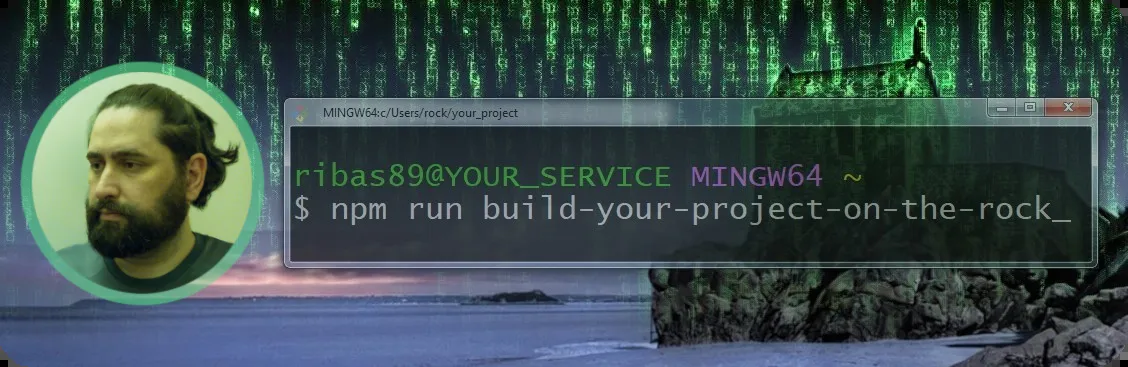 MINGW64:c/Users/rock/your_project
ribas89@YOUR_SERVICE MINGW64 ~
$ npm run build-your-project-on-the-rock_